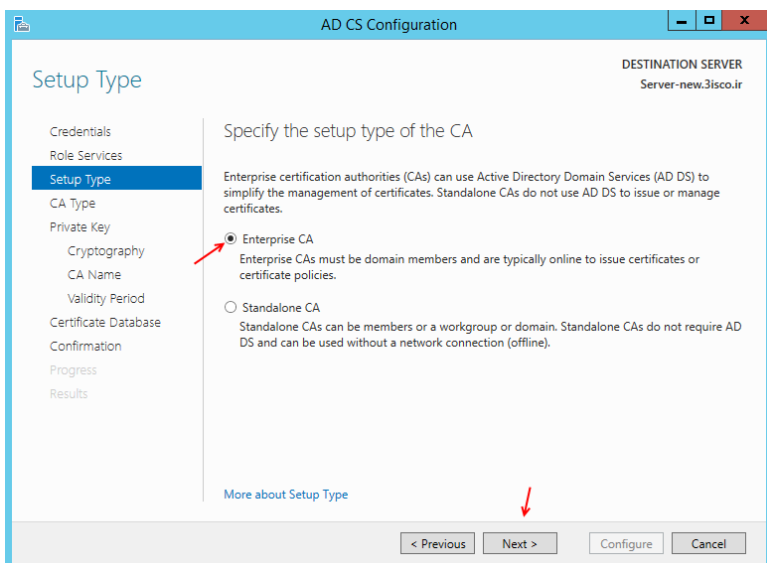 AD CS Configuration
DESTINATION SERVER
Server-new.3isco.ir
Setup Type
Credentials
Role Services
Setup Type
CA Type
Private Key
Cryptography
CA Name
Validity Period
Certificate Database
Confirmation
Progress
Results
Specify the setup type of the CA
Enterprise certification authorities (CAs) can use Active Directory Domain Services (AD DS) to
simplify the management of certificates. Standalone CAs do not use AD DS to issue or manage
certificates.
Enterprise CA
Enterprise CAs must be domain members and are typically online to issue certificates or
certificate policies.
Standalone CA
Standalone CAs can be members or a workgroup or domain. Standalone CAs do not require AD
DS and can be used without a network connection (offline).
More about Setup Type
< Previous
Next >
Configure
Cancel